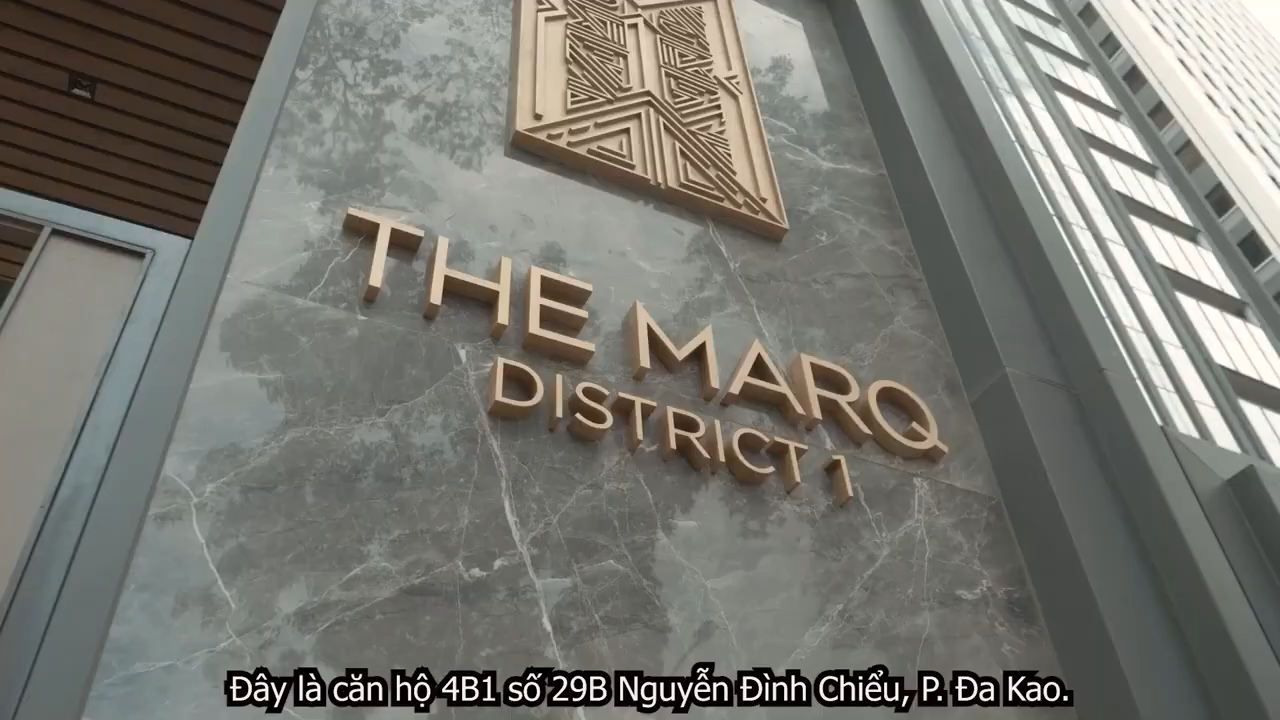 THE MARQ
DISTRICT 1
Đây là căn hộ 4B1 số 29B Nguyễn Đình Chiểu, P. Đa Kao.